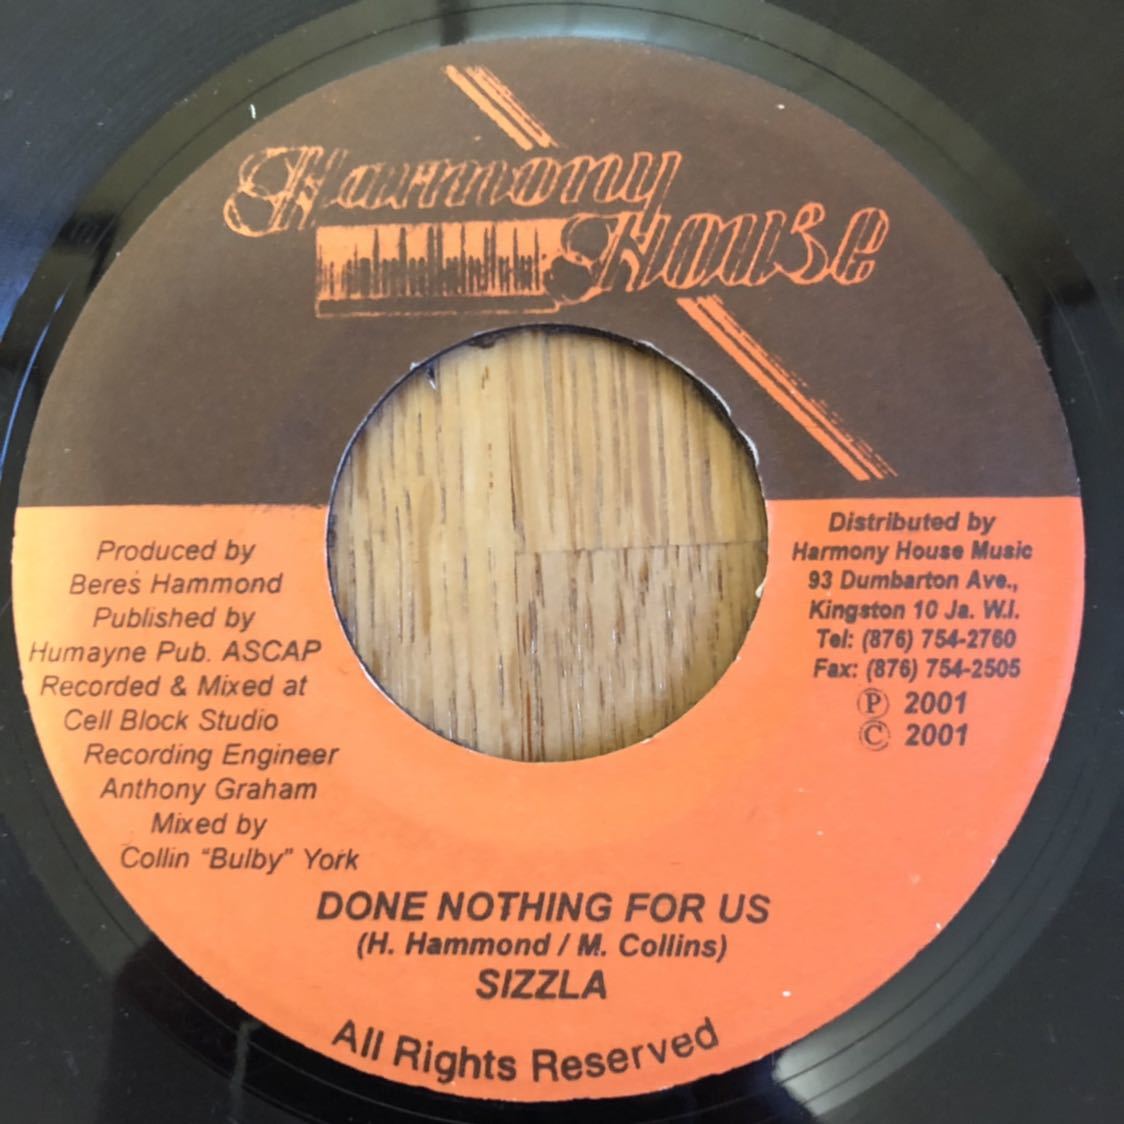 Harmony
House
Produced by
Beres Hammond
Published by
Humayne Pub. ASCAP
Recorded & Mixed at
Cell Block Studio
Recording Engineer
Anthony Graham
Mixed by
Collin "Bulby" York
Distributed by
Harmony House Music
93 Dumbarton Ave.,
Kingston 10 Ja. W.I.
Tel: (876) 754-2760
Fax: (876) 754-2505
Ⓟ 2001
Ⓒ 2001
DONE NOTHING FOR US
(H. Hammond / M. Collins)
SIZZLA
All Rights Reserved